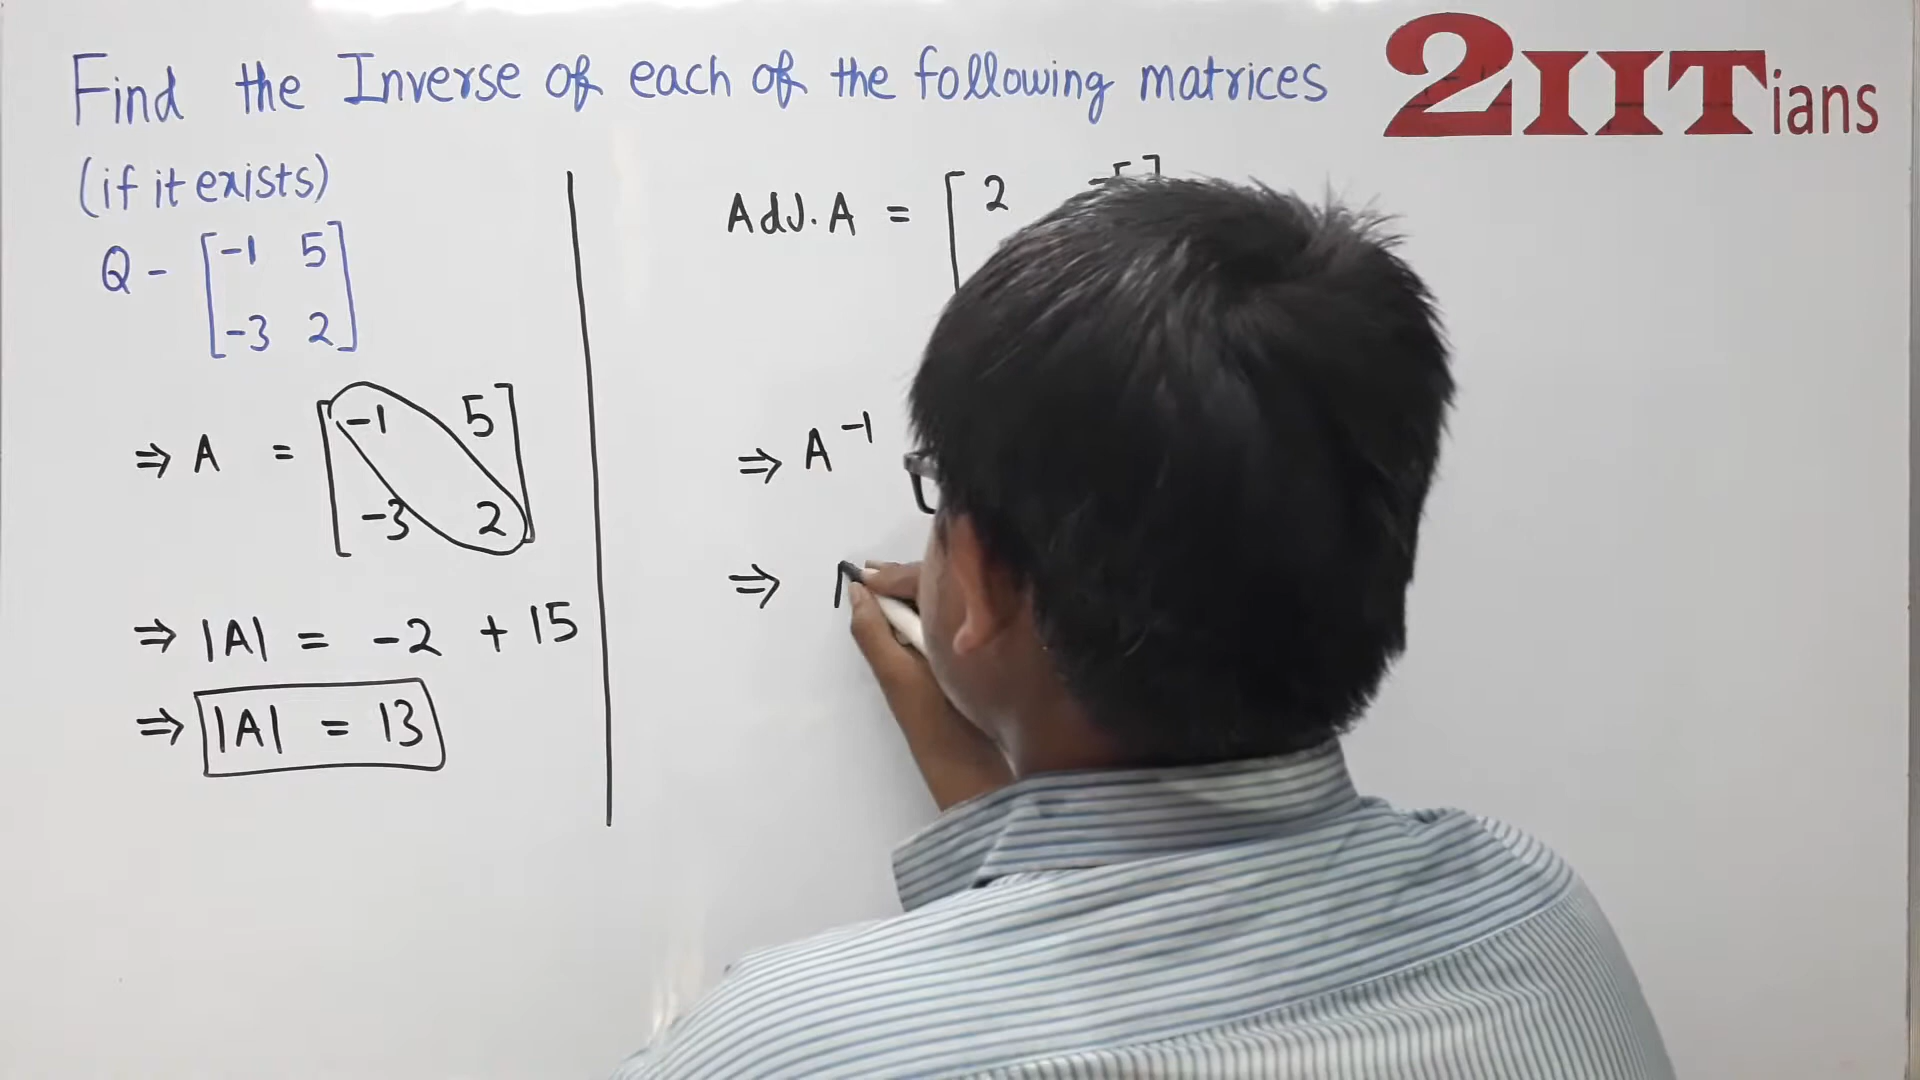 Find the Inverse of each of the following matrices
(if it exists)
2IITians
Q - [-1 5]
[-3 2]
⇒ A = [-1 5]
[-3 2]
⇒ |A| = -2 + 15
⇒ |A| = 13
AdJ. A = [2 -5]
⇒ A⁻¹
⇒